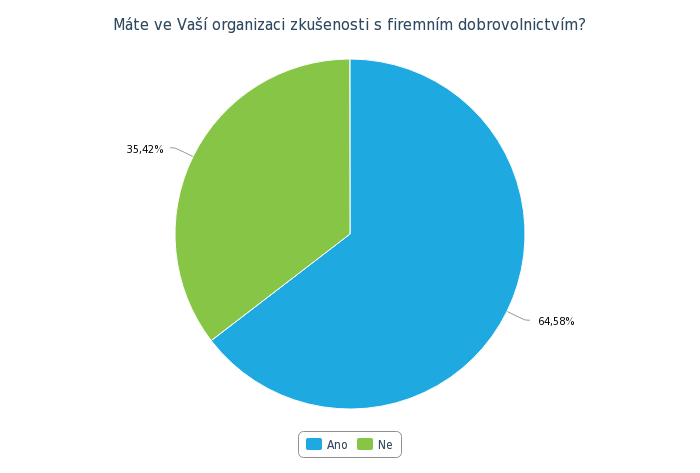 Máte ve Vaší organizaci zkušenosti s firemním dobrovolnictvím?
35,42%
64,58%
Ano
Ne